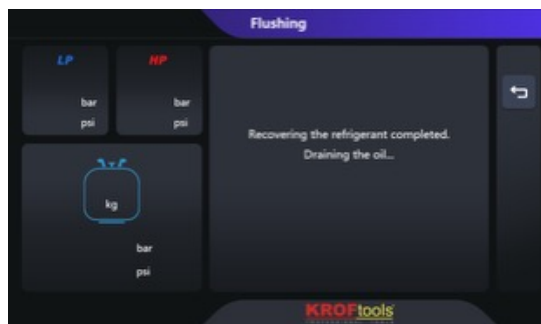 Flushing
LP
HP
bar
psi
bar
psi
Recovering the refrigerant completed.
Draining the oil...
kg
bar
psi
KROFtools